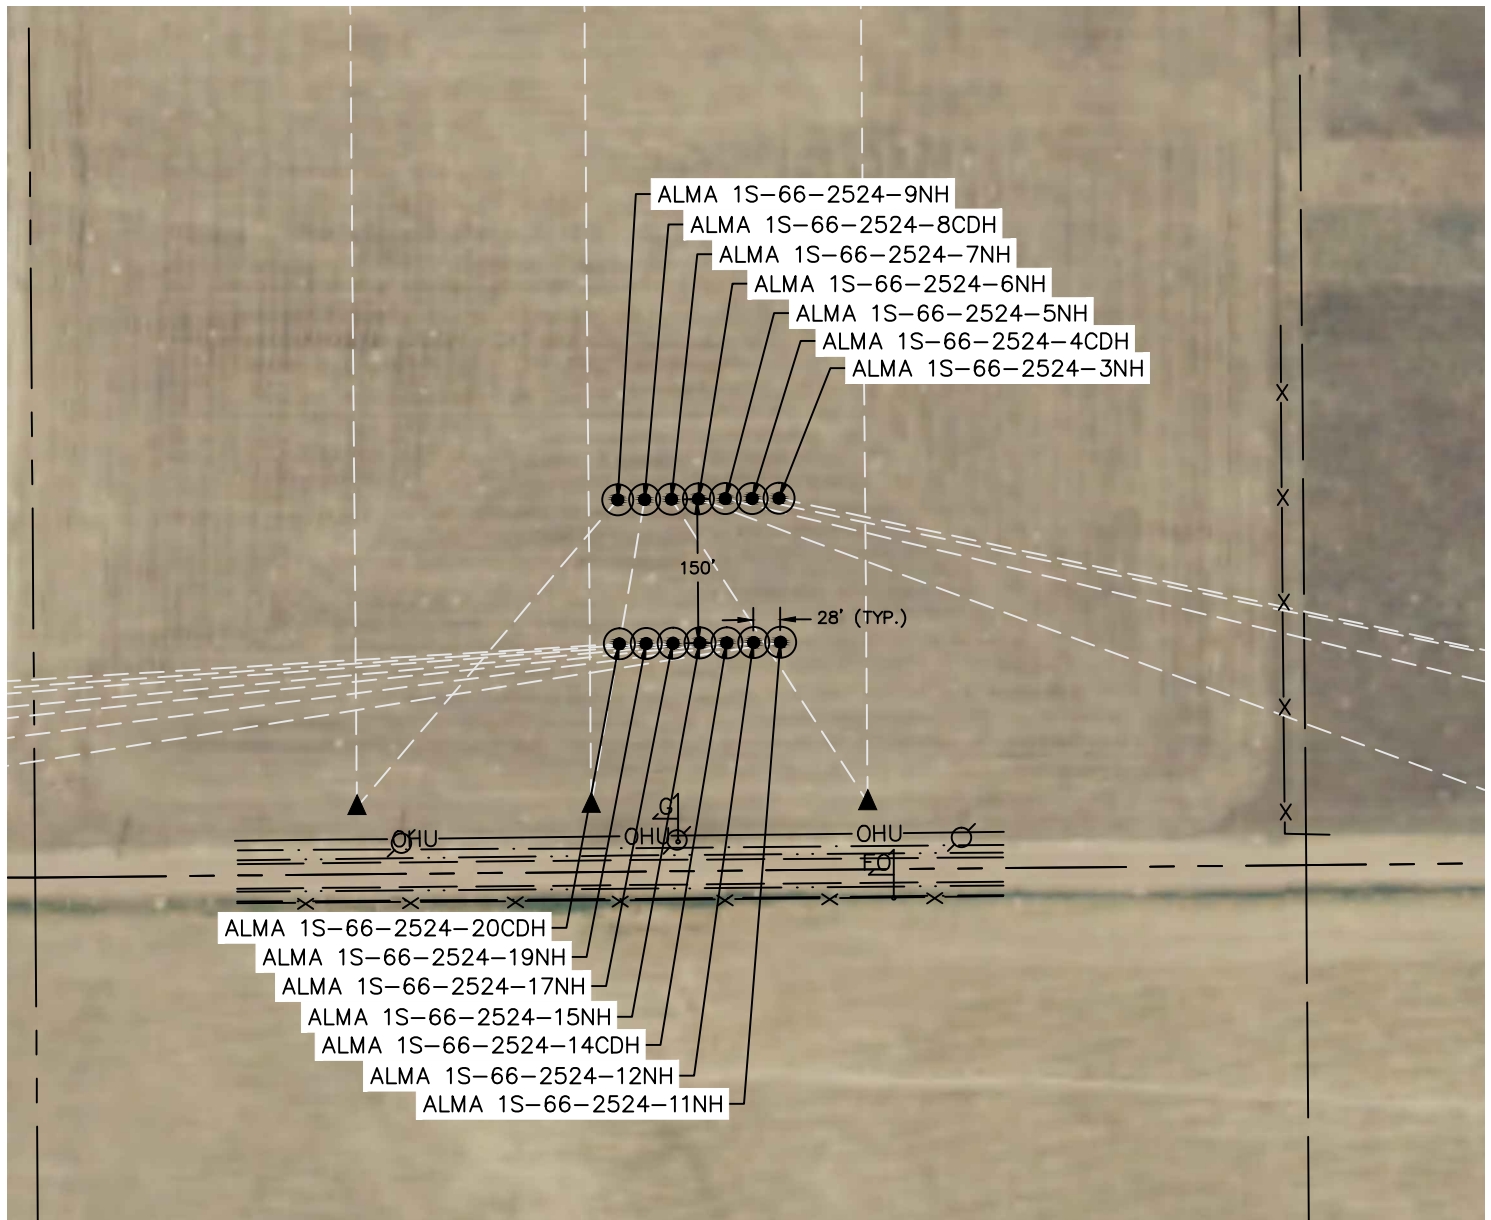 ALMA 1S-66-2524-9NH
ALMA 1S-66-2524-8CDH
ALMA 1S-66-2524-7NH
ALMA 1S-66-2524-6NH
ALMA 1S-66-2524-5NH
ALMA 1S-66-2524-4CDH
ALMA 1S-66-2524-3NH
X
X
150'
X
28' (TYP.)
X
G
X
OHU OHU OHU
FO
X X X X X X X
ALMA 1S-66-2524-20CDH
ALMA 1S-66-2524-19NH
ALMA 1S-66-2524-17NH
ALMA 1S-66-2524-15NH
ALMA 1S-66-2524-14CDH
ALMA 1S-66-2524-12NH
ALMA 1S-66-2524-11NH